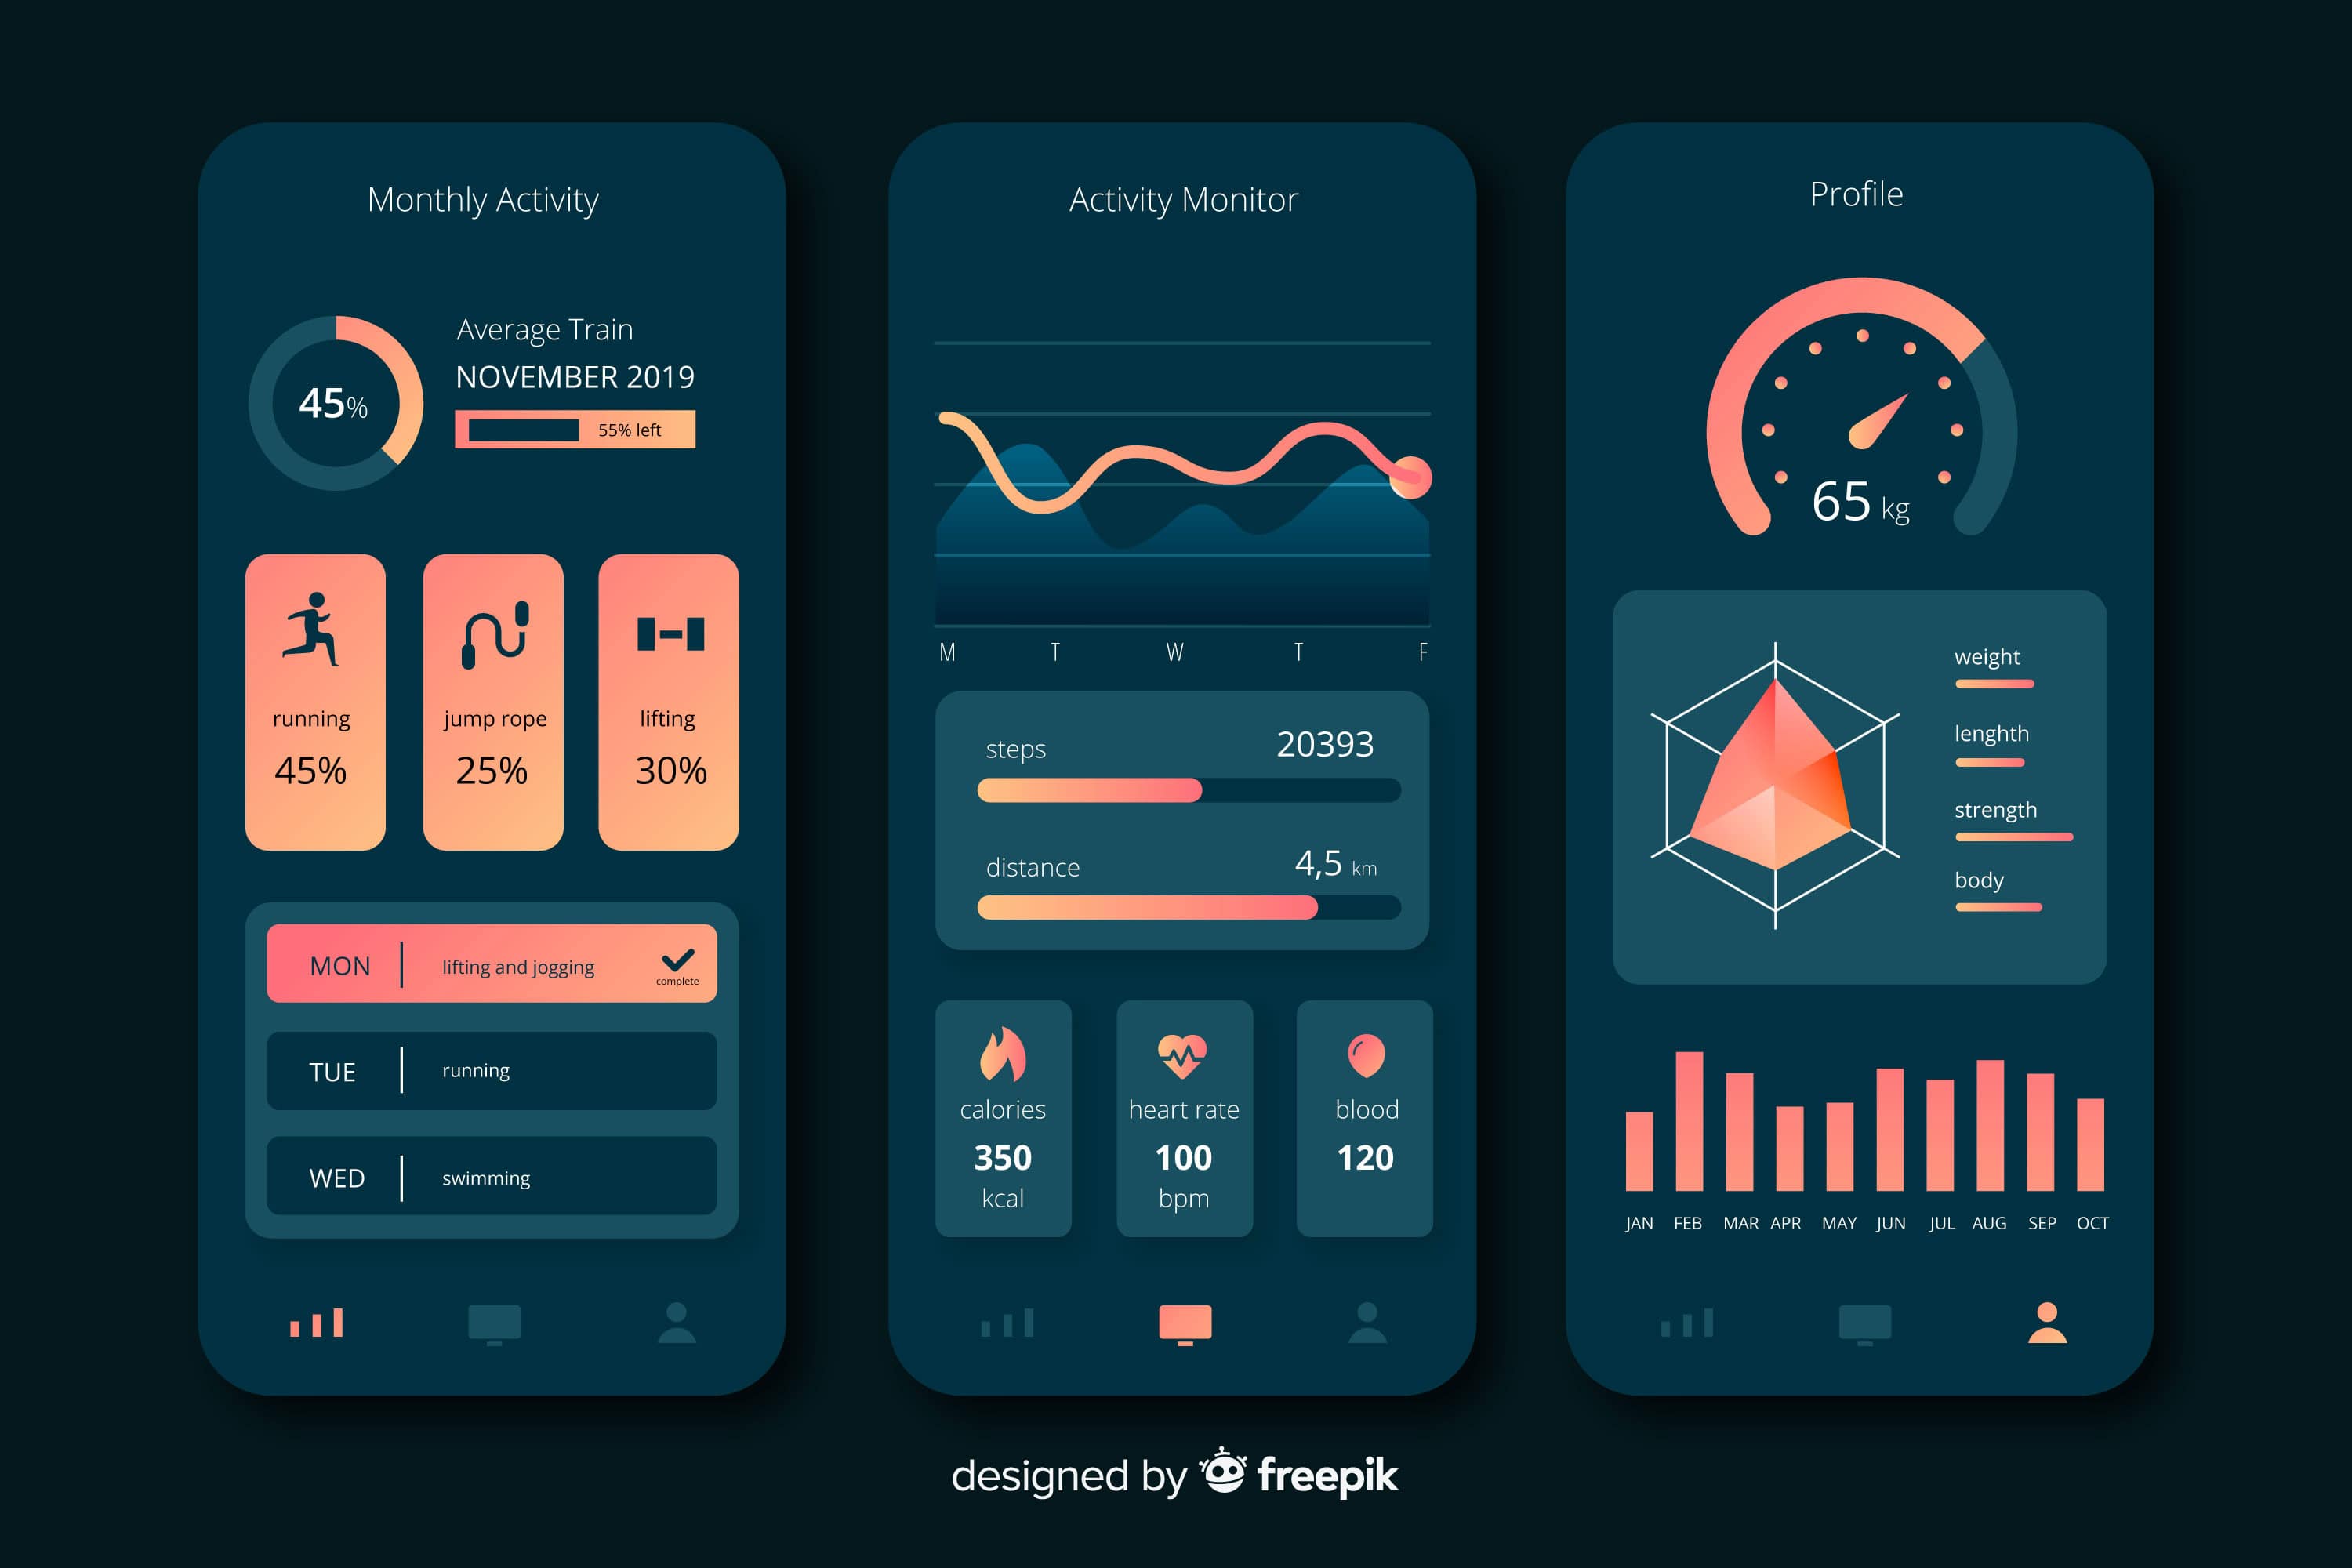 Monthly Activity
45%
Average Train
NOVEMBER 2019
55% left
running
45%
jump rope
25%
lifting
30%
MON
lifting and jogging
complete
TUE
running
WED
swimming
Activity Monitor
M T W T F
steps 20393
distance 4,5 km
calories
350
kcal
heart rate
100
bpm
blood
120
Profile
65 kg
weight
lenghth
strength
body
JAN FEB MAR APR MAY JUN JUL AUG SEP OCT
designed by freepik